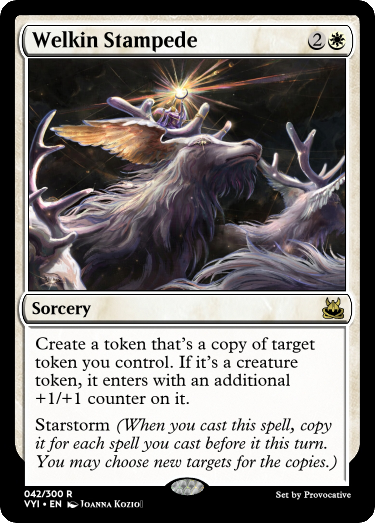 Welkin Stampede 2
Sorcery
Create a token that's a copy of target
token you control. If it's a creature
token, it enters with an additional
+1/+1 counter on it.
Starstorm (When you cast this spell, copy
it for each spell you cast before it this turn.
You may choose new targets for the copies.)
042/300 R
VYI • EN Joanna Kozio Set by Provocative